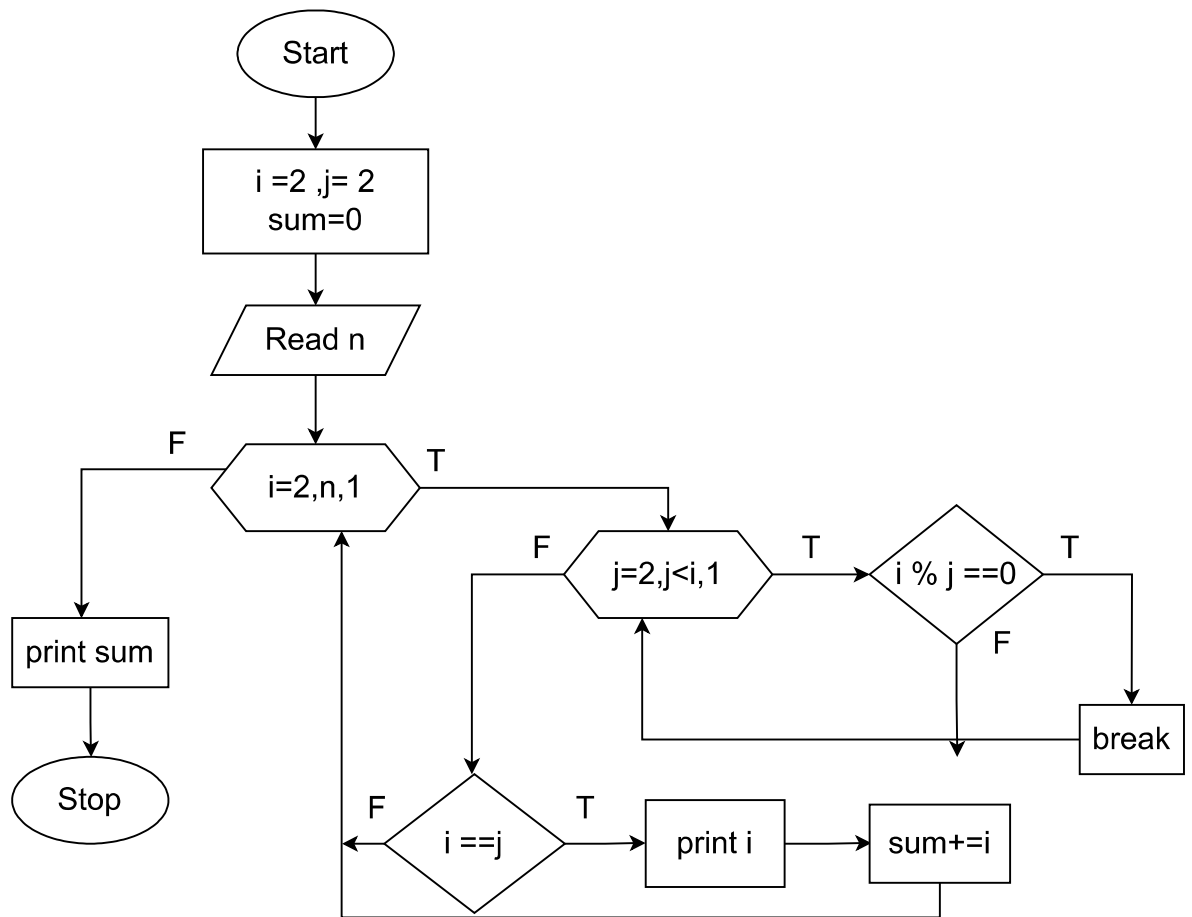 Start
i =2 ,j= 2
sum=0
Read n
F
i=2,n,1
T
F
j=2,j<i,1
T
i % j ==0
T
F
print sum
break
Stop
F
i ==j
T
print i
sum+=i